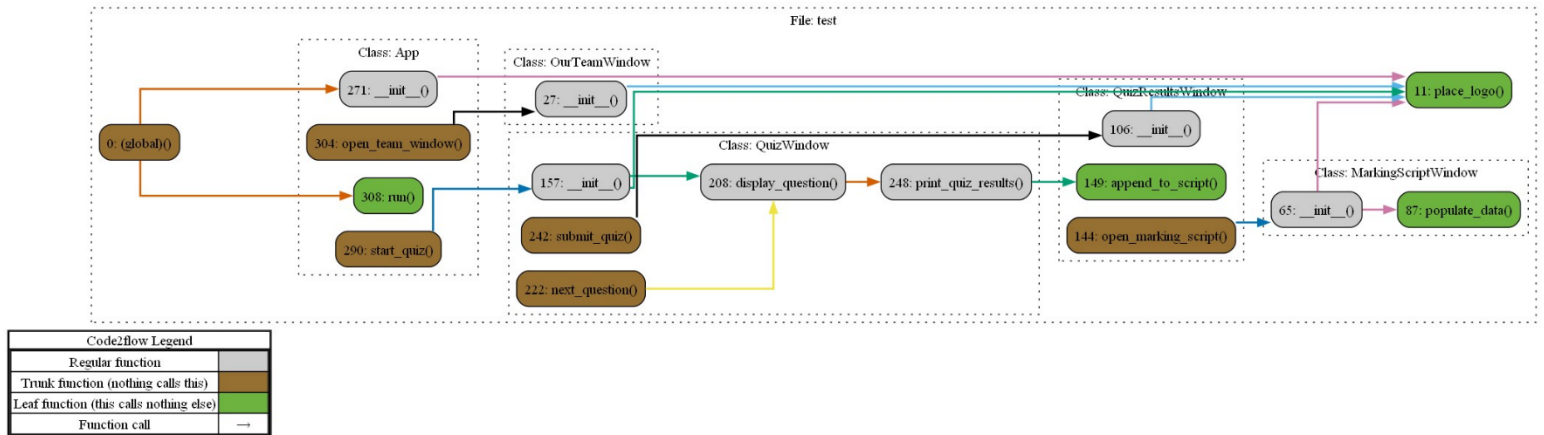 File: test
Class: App
271: __init__()
304: open_team_window()
308: run()
290: start_quiz()
0: (global)()
Class: OurTeamWindow
27: __init__()
Class: QuizWindow
157: __init__()
208: display_question()
248: print_quiz_results()
242: submit_quiz()
222: next_question()
Class: QuizResultsWindow
106: __init__()
149: append_to_script()
144: open_marking_script()
Class: MarkingScriptWindow
65: __init__()
87: populate_data()
11: place_logo()
Code2flow Legend
Regular function
Trunk function (nothing calls this)
Leaf function (this calls nothing else)
Function call →